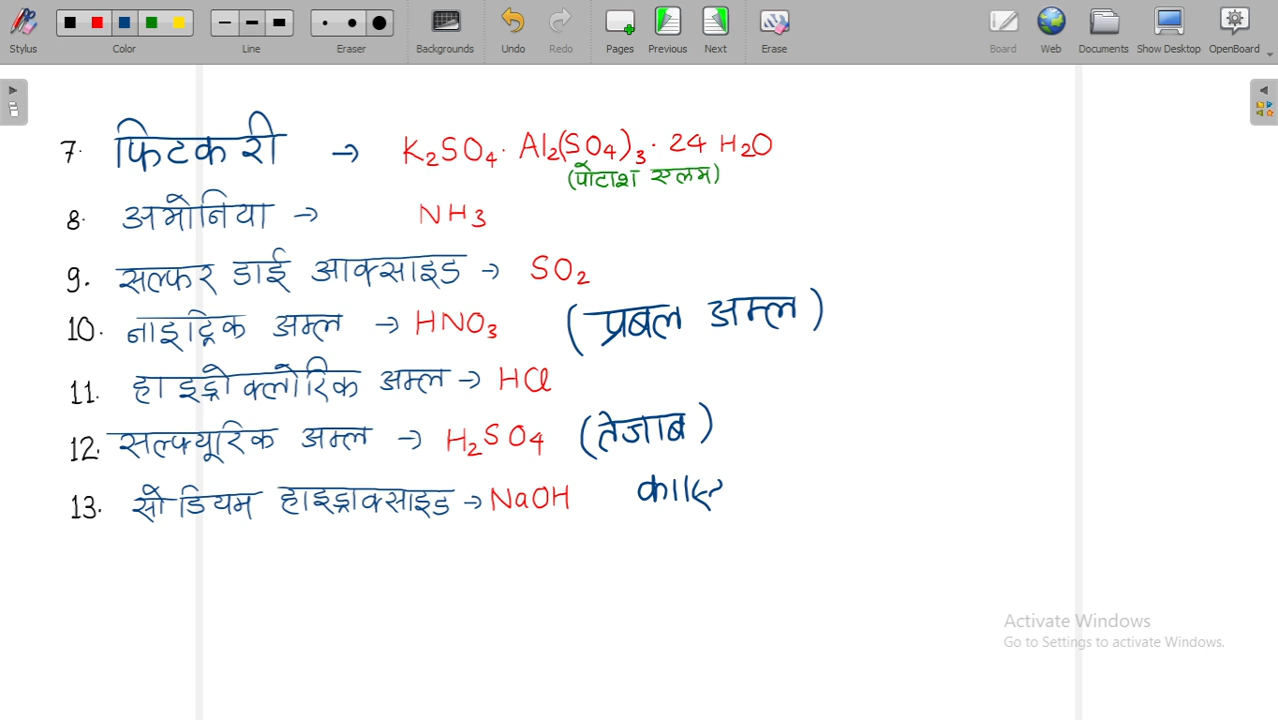 Stylus
Color
Line
Eraser
Backgrounds
Undo
Redo
Pages
Previous
Next
Erase
Board
Web
Documents
Show Desktop
OpenBoard
7. फिटकरी → K₂SO₄· Al₂(SO₄)₃· 24 H₂O
(पोटाश एलम)
8. अमोनिया → NH₃
9. सल्फर डाई आक्साइड → SO₂
10. नाइट्रिक अम्ल → HNO₃ (प्रबल अम्ल)
11. हाइड्रोक्लोरिक अम्ल → HCl
12. सल्फ्यूरिक अम्ल → H₂SO₄ (तेजाब)
13. सोडियम हाइड्राक्साइड → NaOH
Activate Windows
Go to Settings to activate Windows.